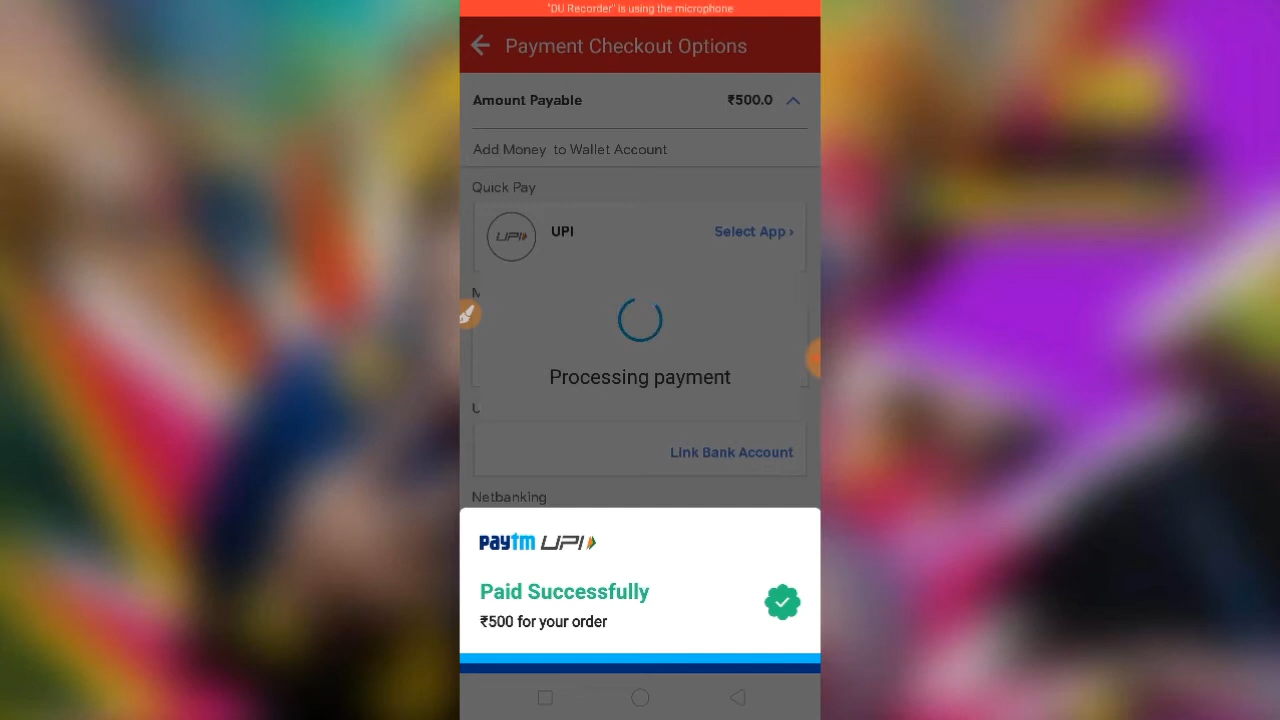 "DU Recorder" is using the microphone
Payment Checkout Options
Amount Payable ₹500.0
Add Money to Wallet Account
Quick Pay
UPI UPI Select App ›
Processing payment
Link Bank Account
Netbanking
paytm UPI
Paid Successfully
₹500 for your order